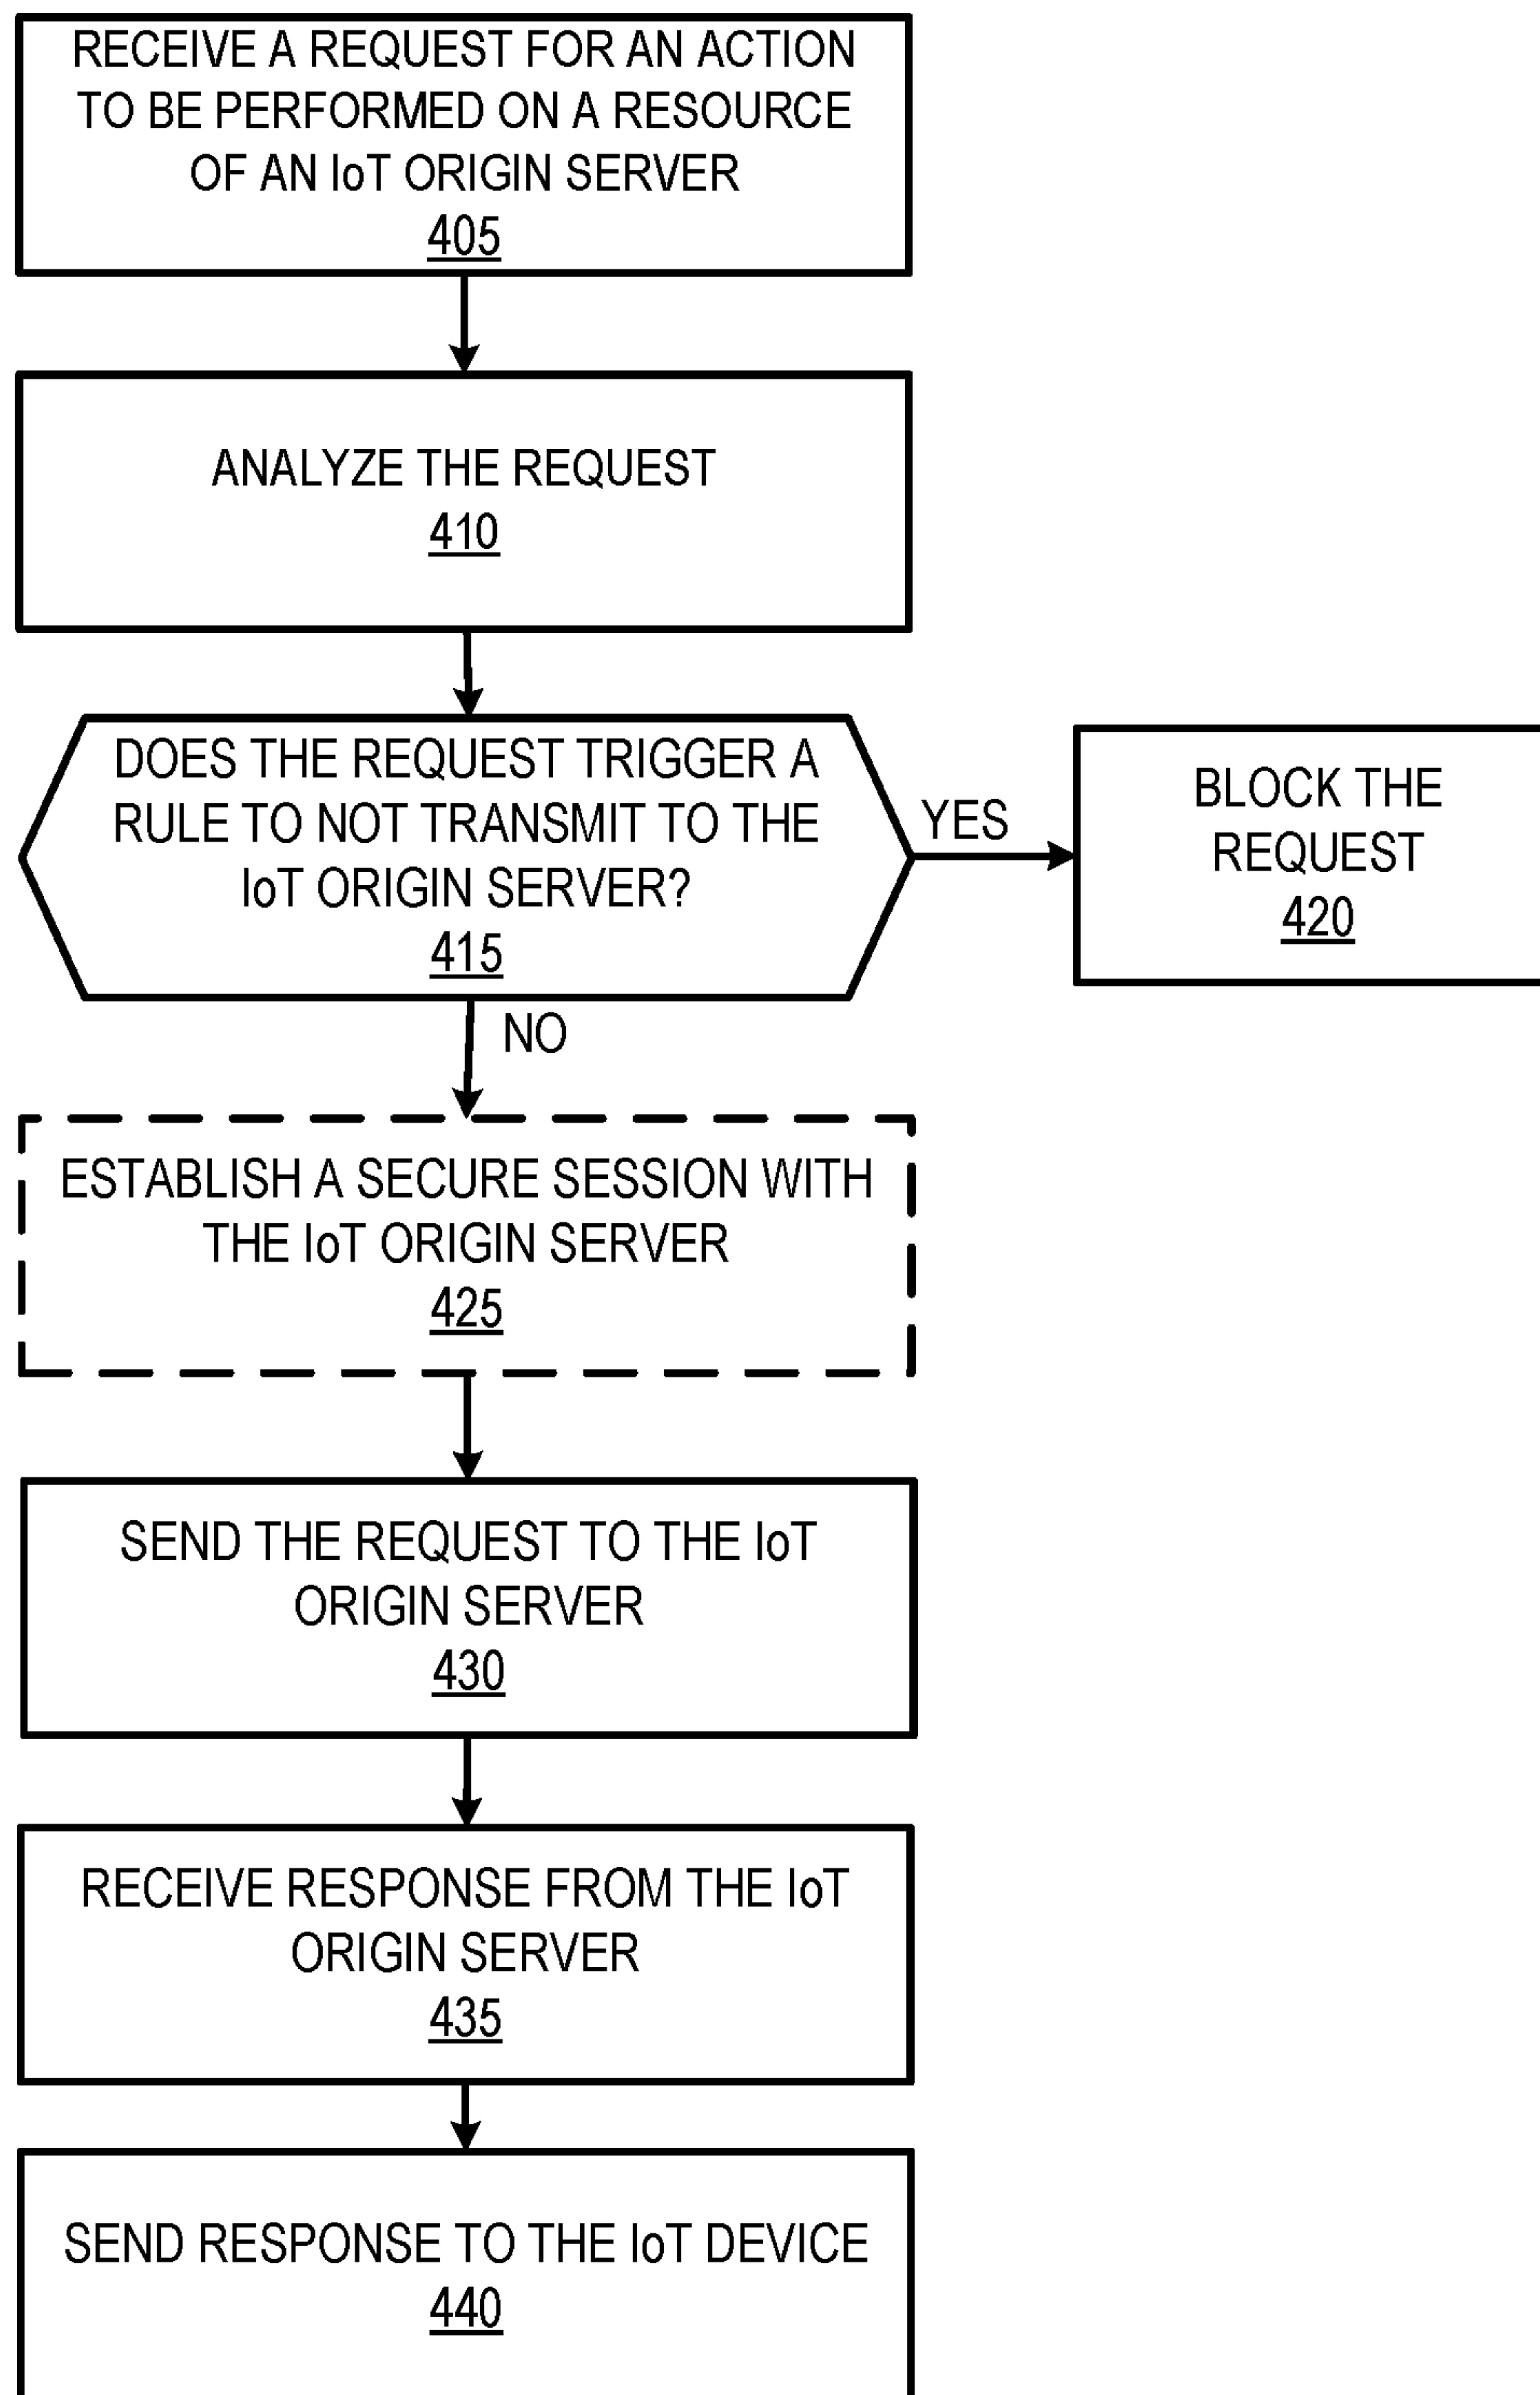 RECEIVE A REQUEST FOR AN ACTION
TO BE PERFORMED ON A RESOURCE
OF AN IoT ORIGIN SERVER
405
ANALYZE THE REQUEST
410
DOES THE REQUEST TRIGGER A
RULE TO NOT TRANSMIT TO THE
IoT ORIGIN SERVER?
415
YES
BLOCK THE
REQUEST
420
NO
ESTABLISH A SECURE SESSION WITH
THE IoT ORIGIN SERVER
425
SEND THE REQUEST TO THE IoT
ORIGIN SERVER
430
RECEIVE RESPONSE FROM THE IoT
ORIGIN SERVER
435
SEND RESPONSE TO THE IoT DEVICE
440